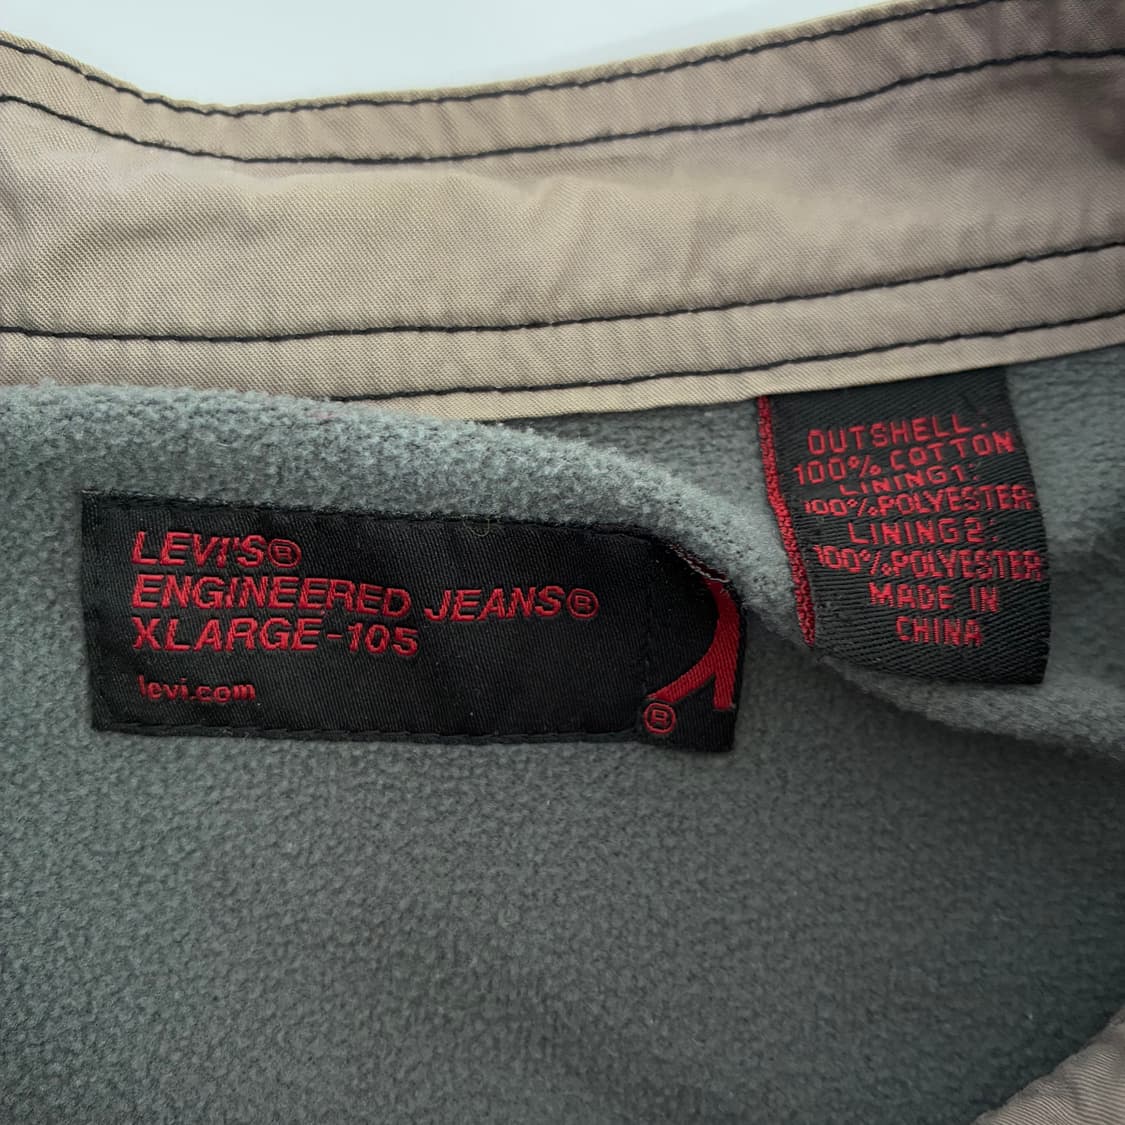 LEVI'S®
ENGINEERED JEANS®
XLARGE-105
levi.com
®
OUTSHELL:
100% COTTON
LINING1:
100%POLYESTER
LINING2:
100%POLYESTER
MADE IN
CHINA